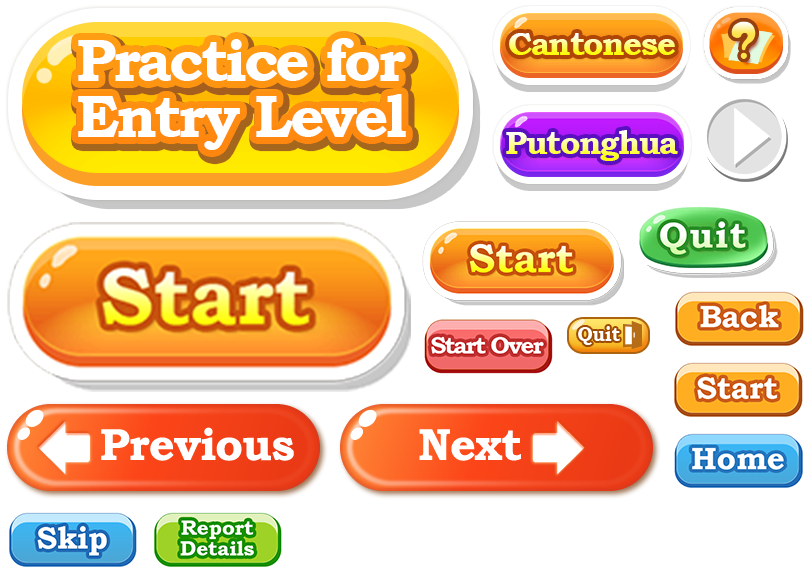 Practice for
Entry Level
Cantonese
?
Putonghua
Start
Start
Quit
Start Over
Quit
Back
Start
Home
Previous
Next
Skip
Report
Details